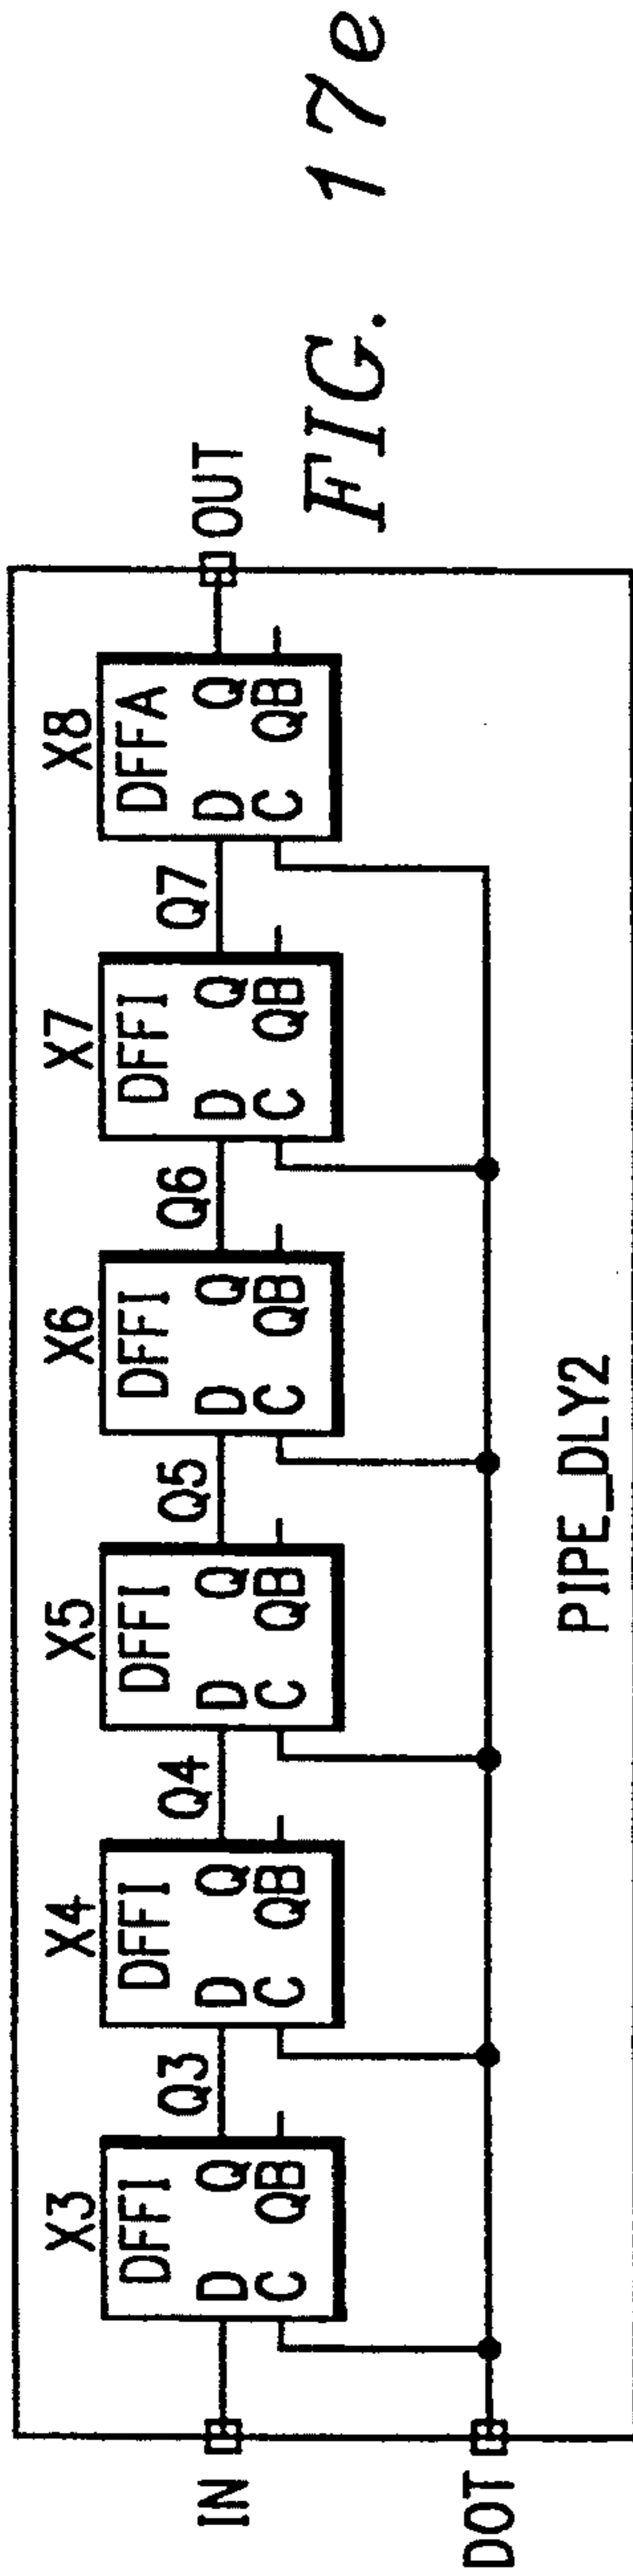 X3 X4 X5 X6 X7 X8
DFFI DFFI DFFI DFFI DFFI DFFA
IN D Q Q3 D Q Q4 D Q Q5 D Q Q6 D Q Q7 D Q OUT
C QB C QB C QB C QB C QB C QB
DOT
PIPE_DLY2
FIG. 17e